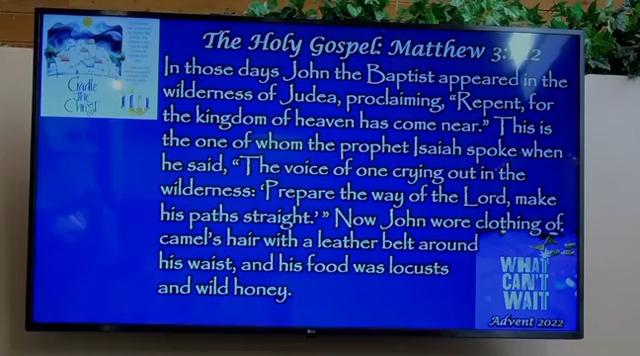 The Holy Gospel: Matthew
In those days John the Baptist appeared in the
wilderness of Judea, proclaiming, “Repent, for
the kingdom of heaven has come near.” This is
the one of whom the prophet Isaiah spoke when
he said, “The voice of one crying out in the
wilderness: ‘Prepare the way of the Lord, make
his paths straight.’ ” Now John wore clothing of
camel’s hair with a leather belt around
his waist, and his food was locusts
and wild honey.
Cradle
the
Christ
WHAT
CAN'T
WAIT
Advent 2022
LG